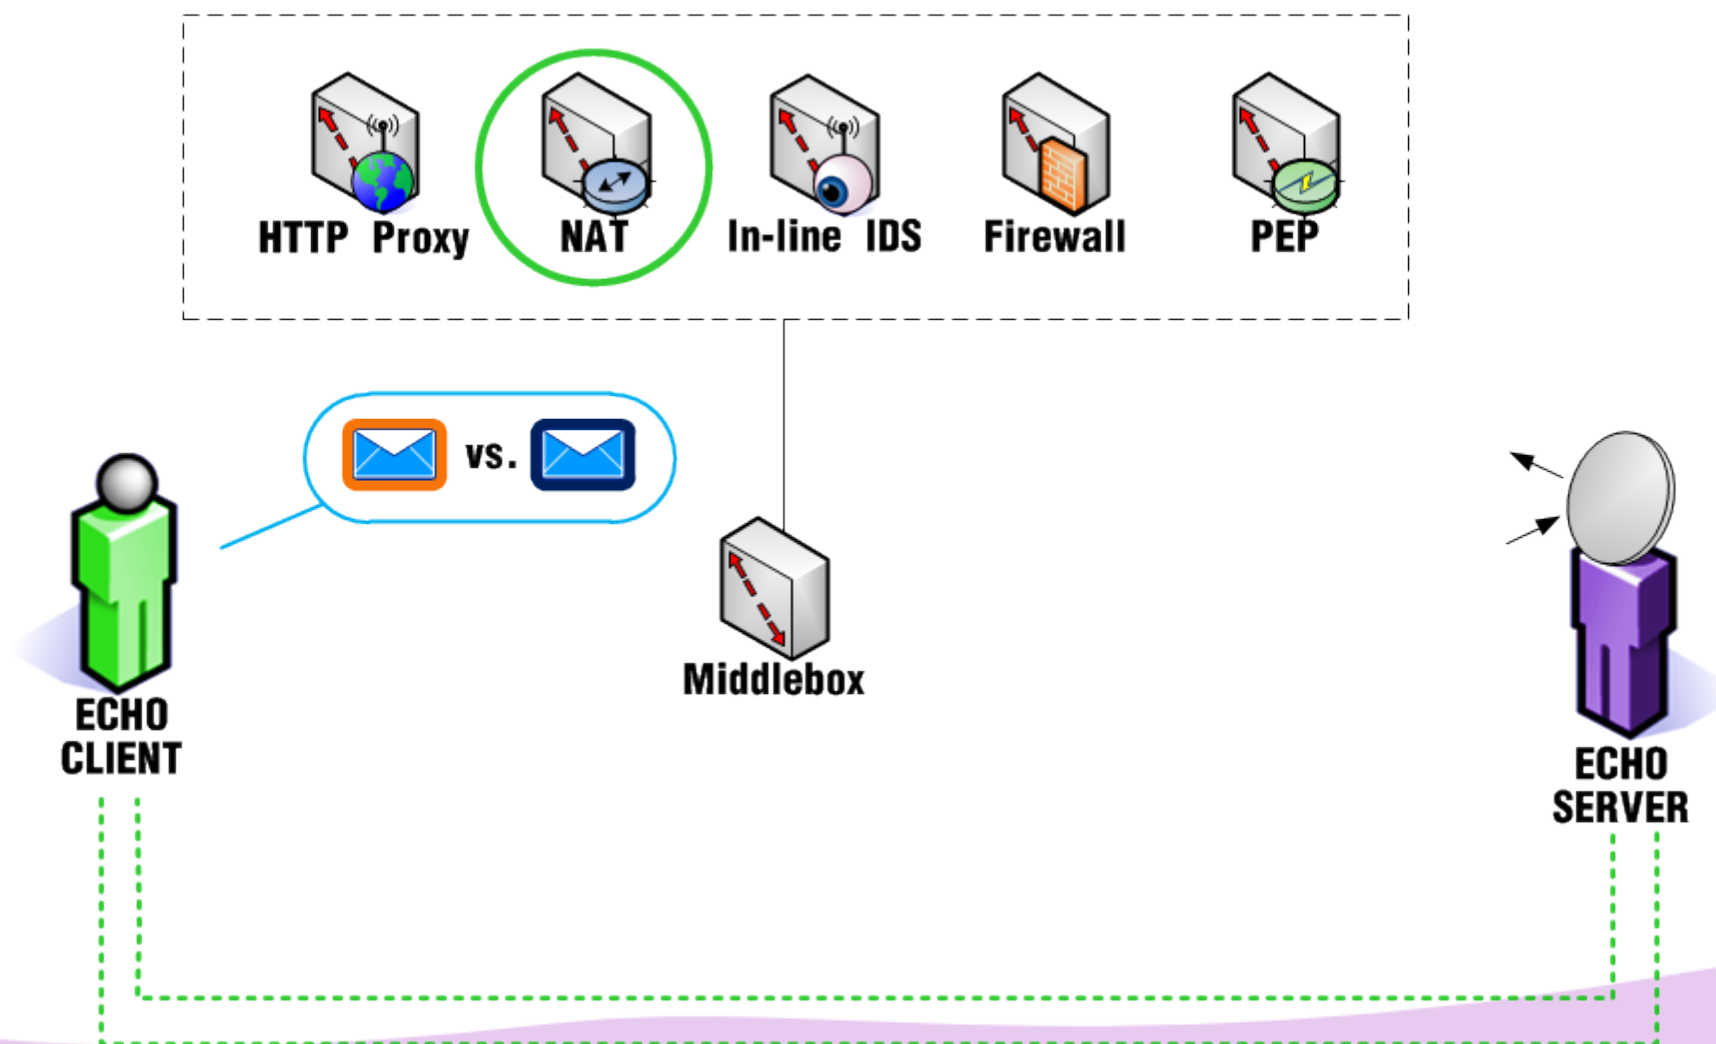 HTTP Proxy
NAT
In-line IDS
Firewall
PEP
vs.
Middlebox
ECHO
CLIENT
ECHO
SERVER